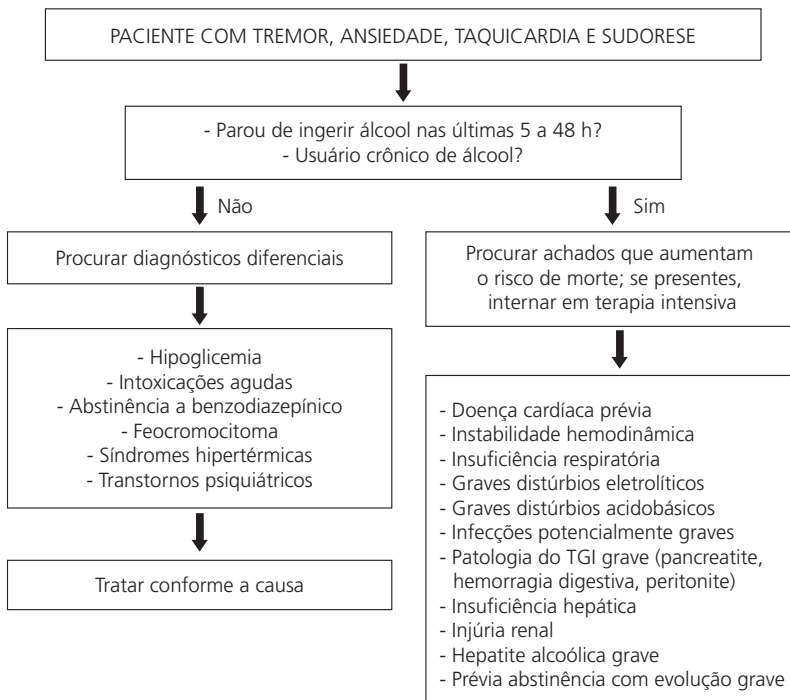 PACIENTE COM TREMOR, ANSIEDADE, TAQUICARDIA E SUDORESE
- Parou de ingerir álcool nas últimas 5 a 48 h?
- Usuário crônico de álcool?
Não
Sim
Procurar diagnósticos diferenciais
Procurar achados que aumentam
o risco de morte; se presentes,
internar em terapia intensiva
- Hipoglicemia
- Intoxicações agudas
- Abstinência a benzodiazepínico
- Feocromocitoma
- Síndromes hipertérmicas
- Transtornos psiquiátricos
- Doença cardíaca prévia
- Instabilidade hemodinâmica
- Insuficiência respiratória
- Graves distúrbios eletrolíticos
- Graves distúrbios acidobásicos
- Infecções potencialmente graves
- Patologia do TGI grave (pancreatite,
hemorragia digestiva, peritonite)
- Insuficiência hepática
- Injúria renal
- Hepatite alcoólica grave
- Prévia abstinência com evolução grave
Tratar conforme a causa